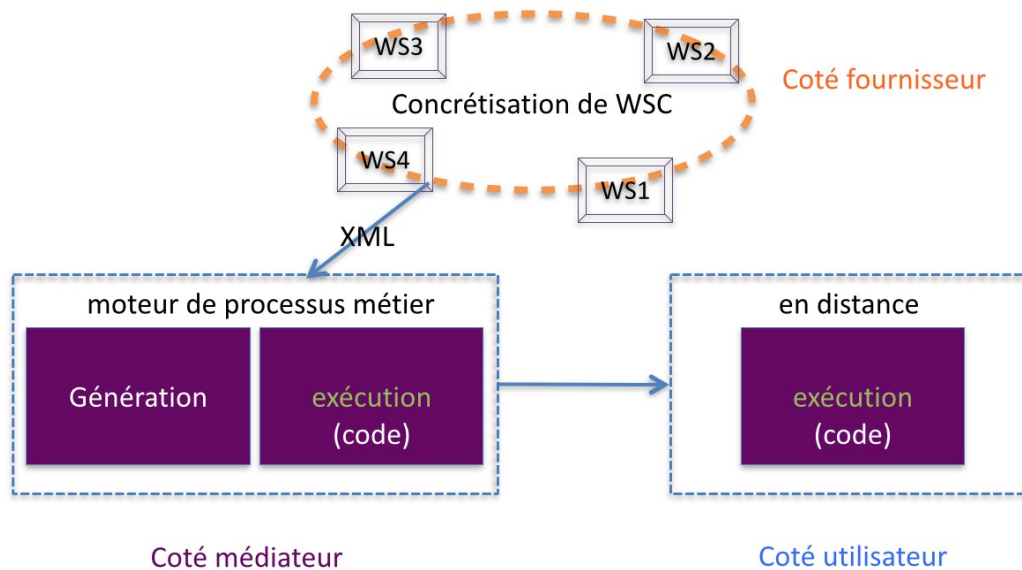 WS3
WS2
Coté fournisseur
Concrétisation de WSC
WS4
WS1
XML
moteur de processus métier
en distance
Génération
exécution
(code)
exécution
(code)
Coté médiateur
Coté utilisateur